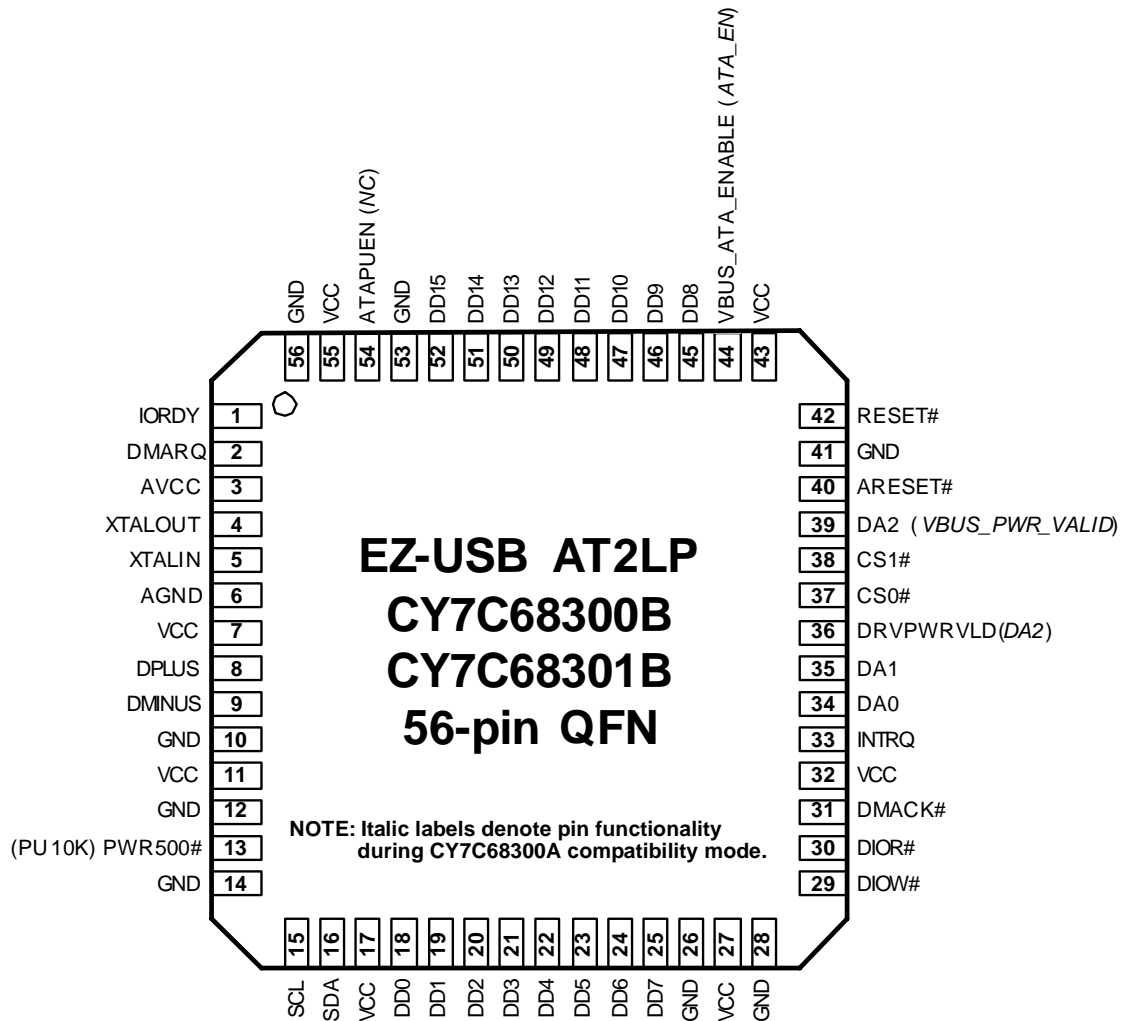 GND
VCC
ATAPUEN (NC)
GND
DD15
DD14
DD13
DD12
DD11
DD10
DD9
DD8
VBUS_ATA_ENABLE (ATA_EN)
VCC
56
55
54
53
52
51
50
49
48
47
46
45
44
43
IORDY 1
DMARQ 2
AVCC 3
XTALOUT 4
XTALIN 5
AGND 6
VCC 7
DPLUS 8
DMINUS 9
GND 10
VCC 11
GND 12
(PU10K) PWR500# 13
GND 14
EZ-USB AT2LP
CY7C68300B
CY7C68301B
56-pin QFN
NOTE: Italic labels denote pin functionality
during CY7C68300A compatibility mode.
42 RESET#
41 GND
40 ARESET#
39 DA2 (VBUS_PWR_VALID)
38 CS1#
37 CS0#
36 DRVPWRVLD(DA2)
35 DA1
34 DA0
33 INTRQ
32 VCC
31 DMACK#
30 DIOR#
29 DIOW#
15
16
17
18
19
20
21
22
23
24
25
26
27
28
SCL
SDA
VCC
DD0
DD1
DD2
DD3
DD4
DD5
DD6
DD7
GND
VCC
GND